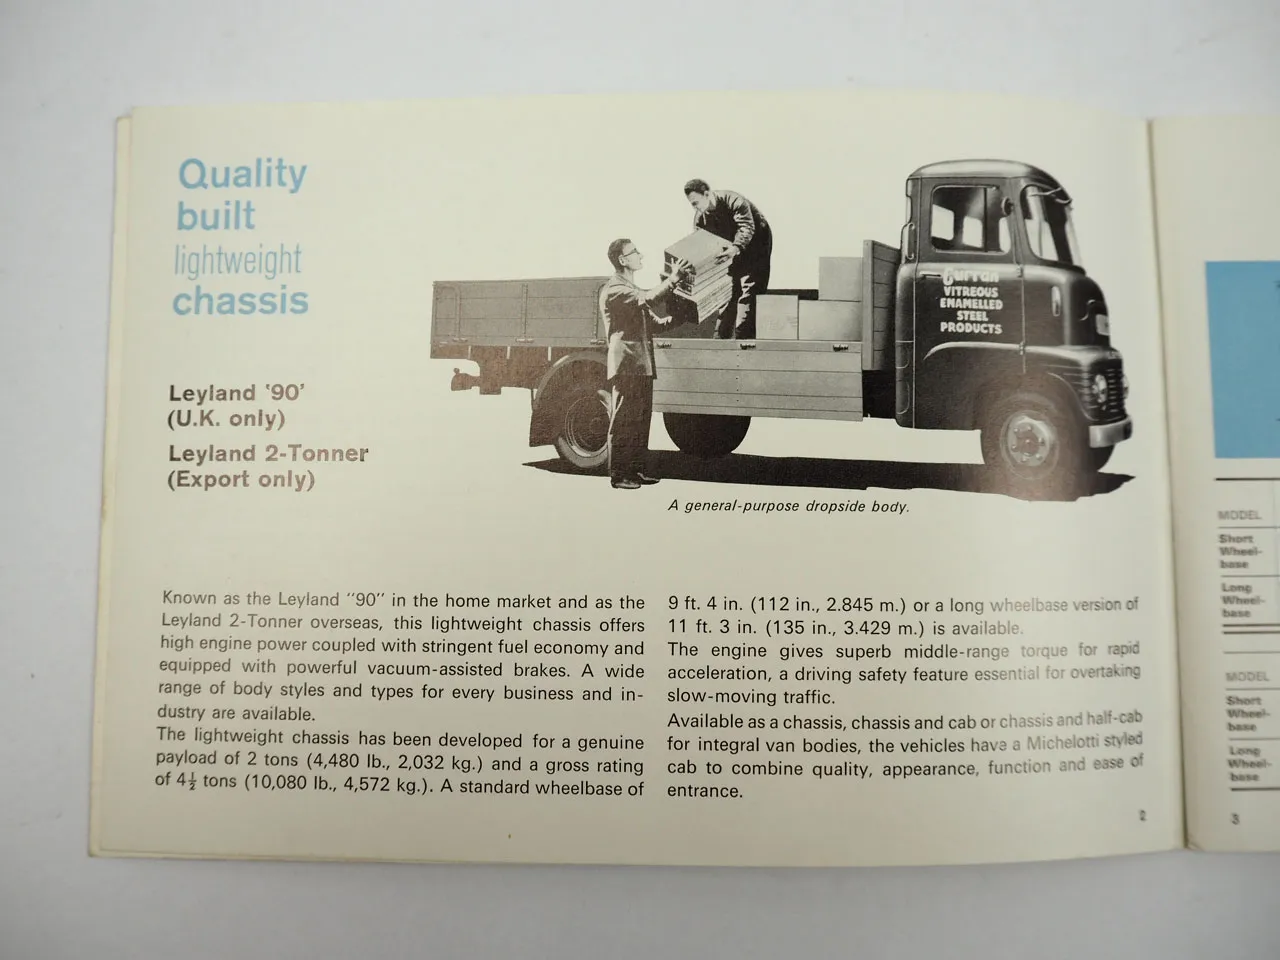 Quality
built
lightweight
chassis
Leyland '90'
(U.K. only)
Leyland 2-Tonner
(Export only)
Curran
VITREOUS
ENAMELLED
STEEL
PRODUCTS
A general-purpose dropside body.
Known as the Leyland "90" in the home market and as the
Leyland 2-Tonner overseas, this lightweight chassis offers
high engine power coupled with stringent fuel economy and
equipped with powerful vacuum-assisted brakes. A wide
range of body styles and types for every business and in-
dustry are available.
The lightweight chassis has been developed for a genuine
payload of 2 tons (4,480 lb., 2,032 kg.) and a gross rating
of 4½ tons (10,080 lb., 4,572 kg.). A standard wheelbase of
9 ft. 4 in. (112 in., 2.845 m.) or a long wheelbase version of
11 ft. 3 in. (135 in., 3.429 m.) is available.
The engine gives superb middle-range torque for rapid
acceleration, a driving safety feature essential for overtaking
slow-moving traffic.
Available as a chassis, chassis and cab or chassis and half-cab
for integral van bodies, the vehicles have a Michelotti styled
cab to combine quality, appearance, function and ease of
entrance.
2
MODEL
Short
Wheel-
base
Long
Wheel-
base
MODEL
Short
Wheel-
base
Long
Wheel-
base
3